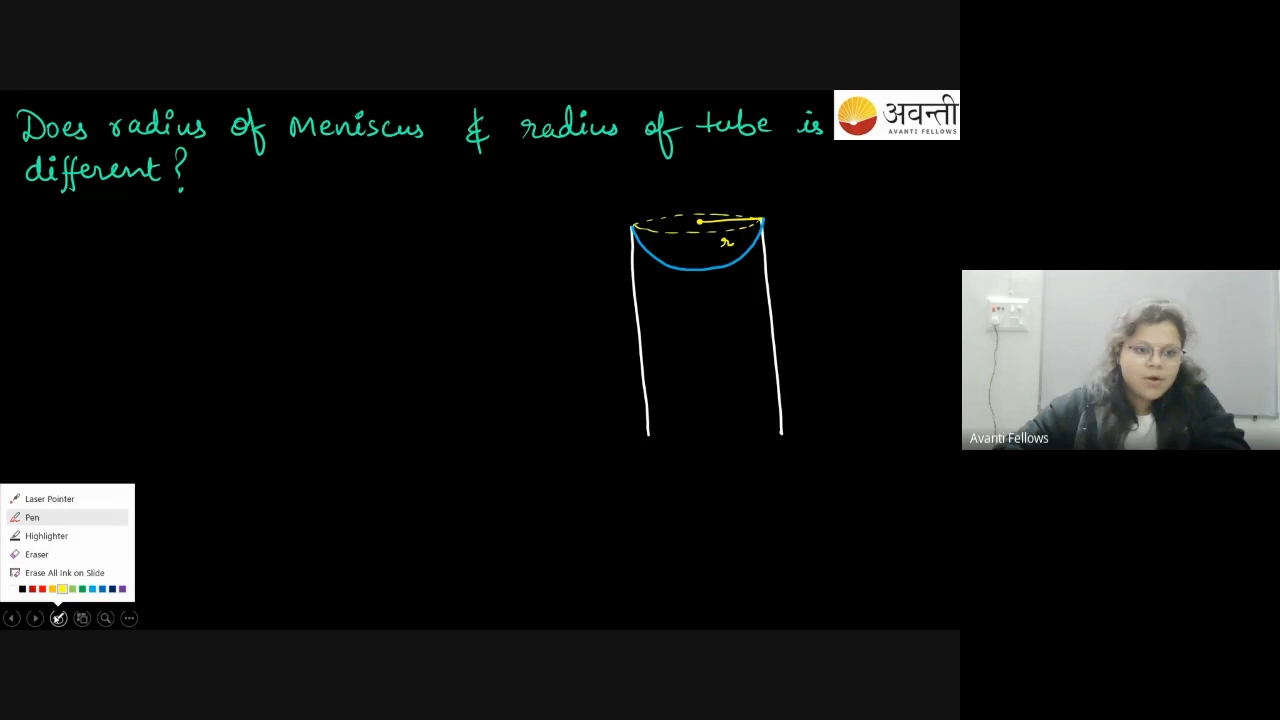 Does radius of Meniscus & radius of tube is
different?
अवन्ती
AVANTI FELLOWS
r
Avanti Fellows
Laser Pointer
Pen
Highlighter
Eraser
Erase All Ink on Slide